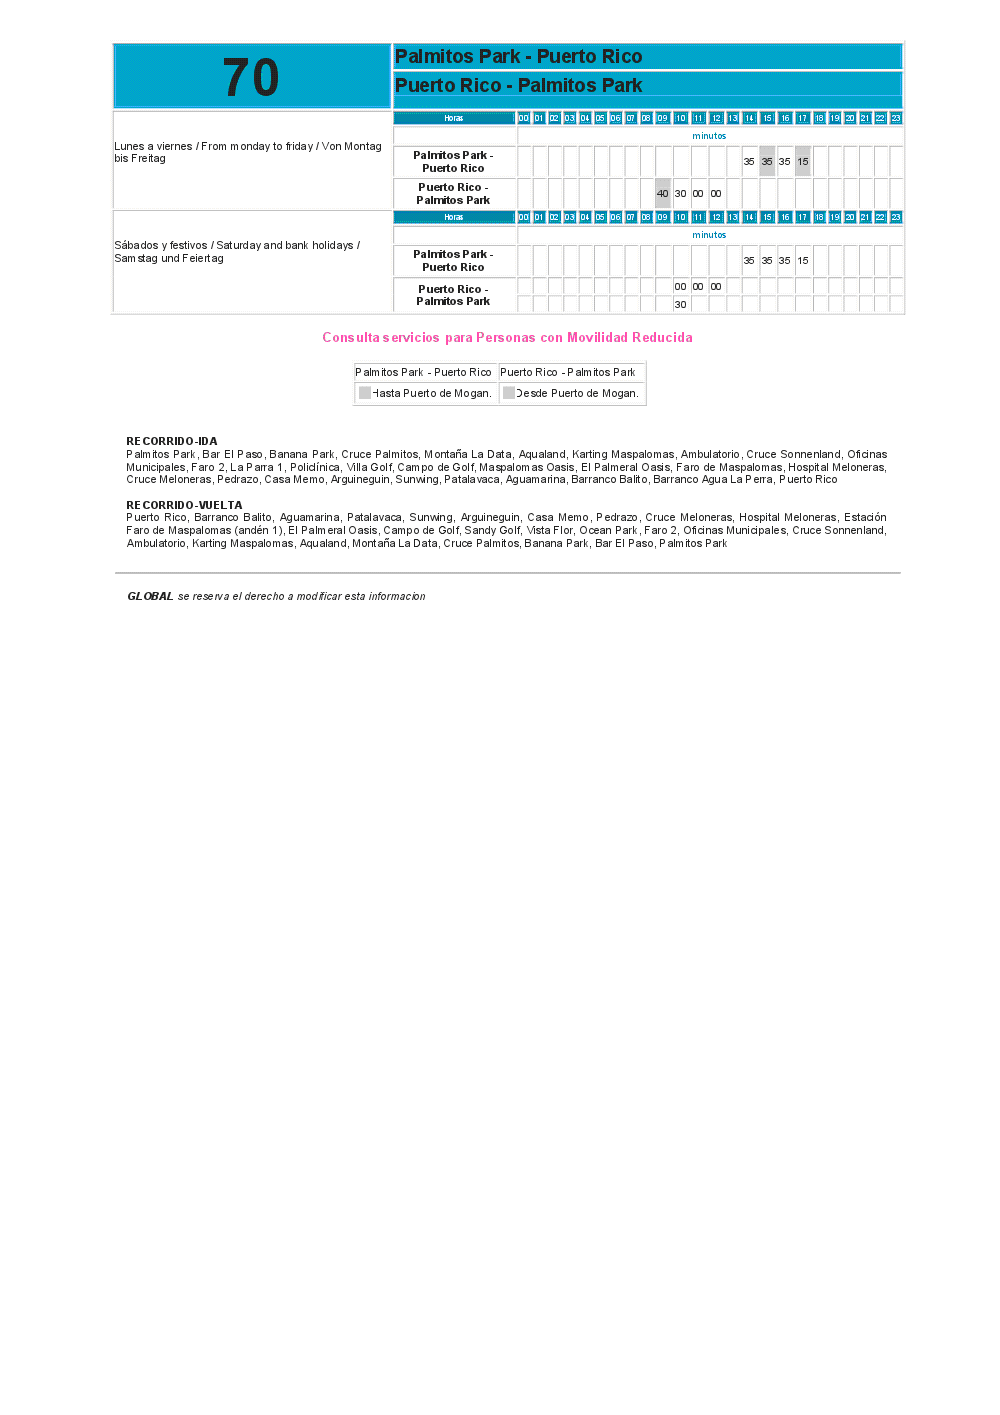 70
Palmitos Park - Puerto Rico
Puerto Rico - Palmitos Park
Horas 00 01 02 03 04 05 06 07 08 09 10 11 12 13 14 15 16 17 18 19 20 21 22 23
minutos
Lunes a viernes / From monday to friday / Von Montag
bis Freitag
Palmitos Park -
Puerto Rico
35 35 35 15
Puerto Rico -
Palmitos Park
40 30 00 00
Horas 00 01 02 03 04 05 06 07 08 09 10 11 12 13 14 15 16 17 18 19 20 21 22 23
minutos
Sábados y festivos / Saturday and bank holidays /
Samstag und Feiertag
Palmitos Park -
Puerto Rico
35 35 35 15
Puerto Rico -
Palmitos Park
00 00 00
30
Consulta servicios para Personas con Movilidad Reducida
Palmitos Park - Puerto Rico Puerto Rico - Palmitos Park
Hasta Puerto de Mogan. Desde Puerto de Mogan.
RECORRIDO-IDA
Palmitos Park, Bar El Paso, Banana Park, Cruce Palmitos, Montaña La Data, Aqualand, Karting Maspalomas, Ambulatorio, Cruce Sonnenland, Oficinas
Municipales, Faro 2, La Parra 1, Policlínica, Villa Golf, Campo de Golf, Maspalomas Oasis, El Palmeral Oasis, Faro de Maspalomas, Hospital Meloneras,
Cruce Meloneras, Pedrazo, Casa Memo, Arguineguin, Sunwing, Patalavaca, Aguamarina, Barranco Balito, Barranco Agua La Perra, Puerto Rico
RECORRIDO-VUELTA
Puerto Rico, Barranco Balito, Aguamarina, Patalavaca, Sunwing, Arguineguin, Casa Memo, Pedrazo, Cruce Meloneras, Hospital Meloneras, Estación
Faro de Maspalomas (andén 1), El Palmeral Oasis, Campo de Golf, Sandy Golf, Vista Flor, Ocean Park, Faro 2, Oficinas Municipales, Cruce Sonnenland,
Ambulatorio, Karting Maspalomas, Aqualand, Montaña La Data, Cruce Palmitos, Banana Park, Bar El Paso, Palmitos Park
GLOBAL se reserva el derecho a modificar esta informacion